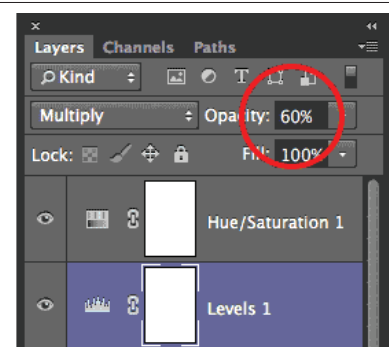 Layers Channels Paths
Kind T
Multiply Opacity: 60%
Lock: Fill: 100%
Hue/Saturation 1
Levels 1